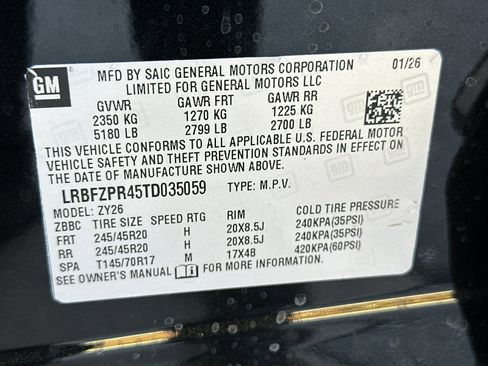 GM
MFD BY SAIC GENERAL MOTORS CORPORATION 01/26
LIMITED FOR GENERAL MOTORS LLC
GVWR GAWR FRT GAWR RR
2350 KG 1270 KG 1225 KG
5180 LB 2799 LB 2700 LB
THIS VEHICLE CONFORMS TO ALL APPLICABLE U.S. FEDERAL MOTOR
VEHICLE SAFETY AND THEFT PREVENTION STANDARDS IN EFFECT ON
THE DATE OF MANUFACTURE SHOWN ABOVE.
LRBFZPR45TD035059 TYPE: M.P.V.
MODEL: ZY26
ZBBC TIRE SIZE SPEED RTG RIM COLD TIRE PRESSURE
FRT 245/45R20 H 20X8.5J 240KPA(35PSI)
RR 245/45R20 H 20X8.5J 240KPA(35PSI)
SPA T145/70R17 M 17X4B 420KPA(60PSI)
SEE OWNER'S MANUAL FOR MORE INFORMATION.